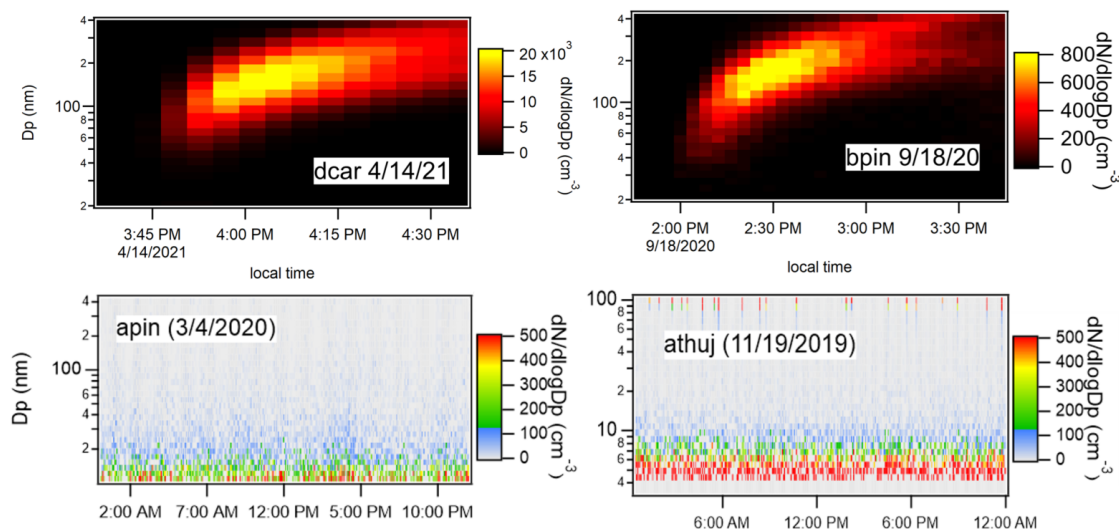 4
2
100
8
6
4
2
Dp (nm)
3:45 PM
4/14/2021
4:00 PM
4:15 PM
4:30 PM
local time
dcar 4/14/21
20 x10³
15
10
5
0
dN/dlogDp (cm⁻³)
4
2
100
8
6
4
2
Dp (nm)
2:00 PM
9/18/2020
2:30 PM
3:00 PM
3:30 PM
local time
bpin 9/18/20
800
600
400
200
0
dN/dlogDp (cm⁻³)
4
2
100
8
6
4
2
Dp (nm)
apin (3/4/2020)
2:00 AM
7:00 AM
12:00 PM
5:00 PM
10:00 PM
500
400
300
200
100
0
dN/dlogDp (cm⁻³)
100
8
6
4
2
10
8
6
5
4
3
athuj (11/19/2019)
6:00 AM
12:00 PM
6:00 PM
12:00 AM
500
400
300
200
100
0
dN/dlogDp (cm⁻³)